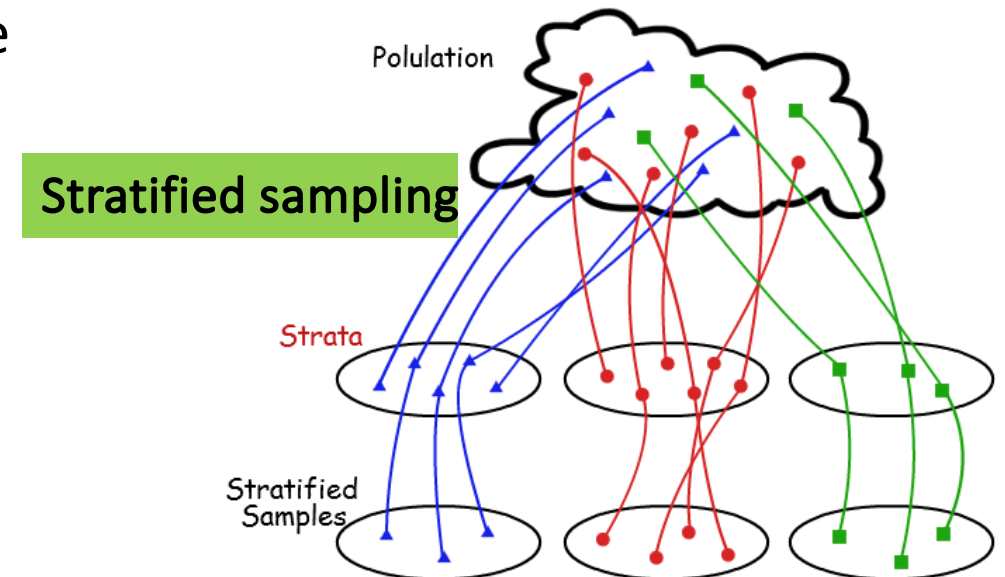 e
Polulation
Stratified sampling
Strata
Stratified
Samples